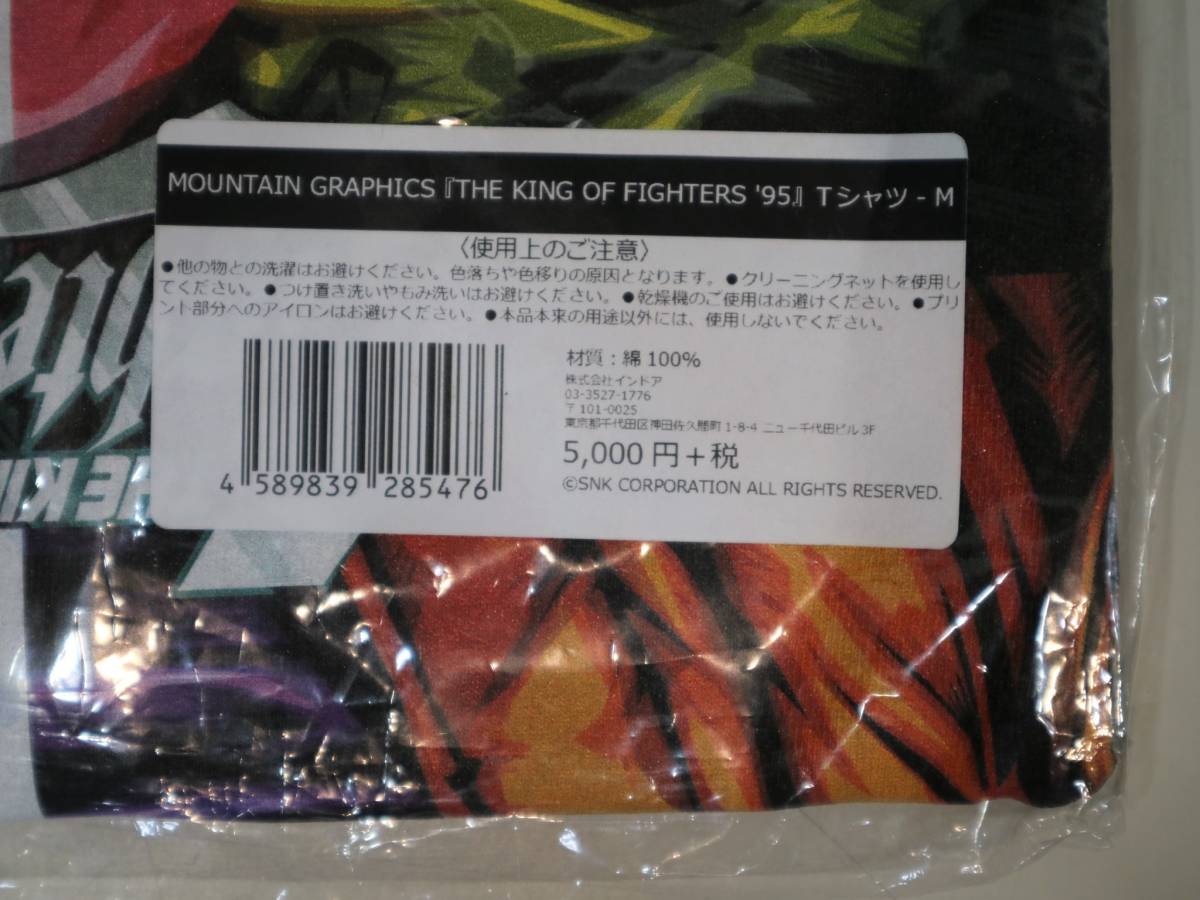 MOUNTAIN GRAPHICS『THE KING OF FIGHTERS '95』Tシャツ - M
〈使用上のご注意〉
●他の物との洗濯はお避けください。色落ちや色移りの原因となります。●クリーニングネットを使用し
てください。●つけ置き洗いやもみ洗いはお避けください。●乾燥機のご使用はお避けください。●プリ
ント部分へのアイロンはお避けください。●本品本来の用途以外には、使用しないでください。
材質：綿 100%
株式会社インドア
03-3527-1776
〒101-0025
東京都千代田区神田佐久間町 1-8-4 ニュー千代田ビル 3F
5,000 円＋税
©SNK CORPORATION ALL RIGHTS RESERVED.
4 589839 285476
HE KI